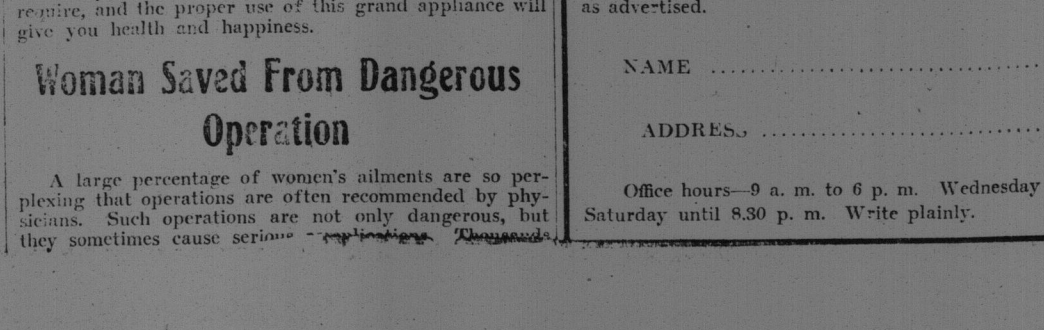 require, and the proper use of this grand appliance will
give you health and happiness.
Woman Saved From Dangerous
Operation
A large percentage of women's ailments are so per-
plexing that operations are often recommended by phy-
sicians. Such operations are not only dangerous, but
they sometimes cause serious complications. Thousands
as advertised.
NAME ........................................
ADDRESS ..................................
Office hours—9 a. m. to 6 p. m. Wednesday
Saturday until 8.30 p. m. Write plainly.